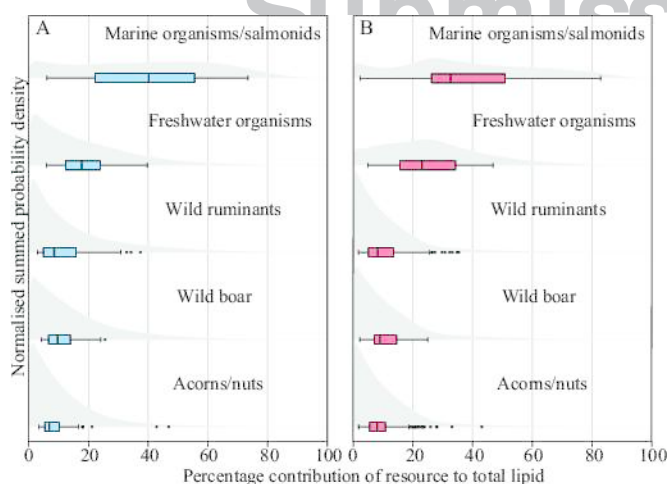 Submiss
A
Marine organisms/salmonids
Freshwater organisms
Wild ruminants
Wild boar
Acorns/nuts
0 20 40 60 80 100
B
Marine organisms/salmonids
Freshwater organisms
Wild ruminants
Wild boar
Acorns/nuts
0 20 40 60 80 100
Normalised summed probability density
Percentage contribution of resource to total lipid